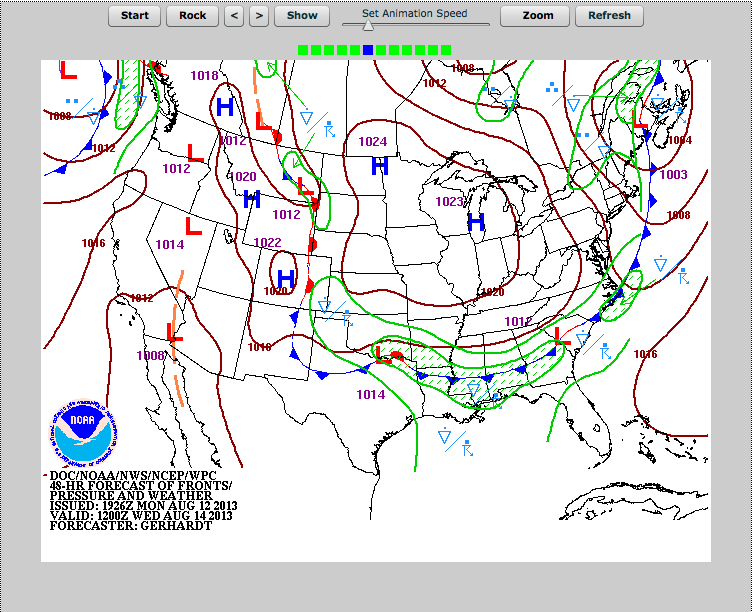 Start Rock < > Show Set Animation Speed Zoom Refresh
1018 1008
L 1012
H
1008 L
1012 1024 1004
1012 L H L
1012 1020 1003
H L 1023
1012 H 1008
L
1014 1022
1016
H
1020 1020
1012
1012
L L
1016 1016
1008 L
1014
NOAA
DOC/NOAA/NWS/NCEP/WPC
48-HR FORECAST OF FRONTS/
PRESSURE AND WEATHER
ISSUED: 1926Z MON AUG 12 2013
VALID: 1200Z WED AUG 14 2013
FORECASTER: GERHARDT